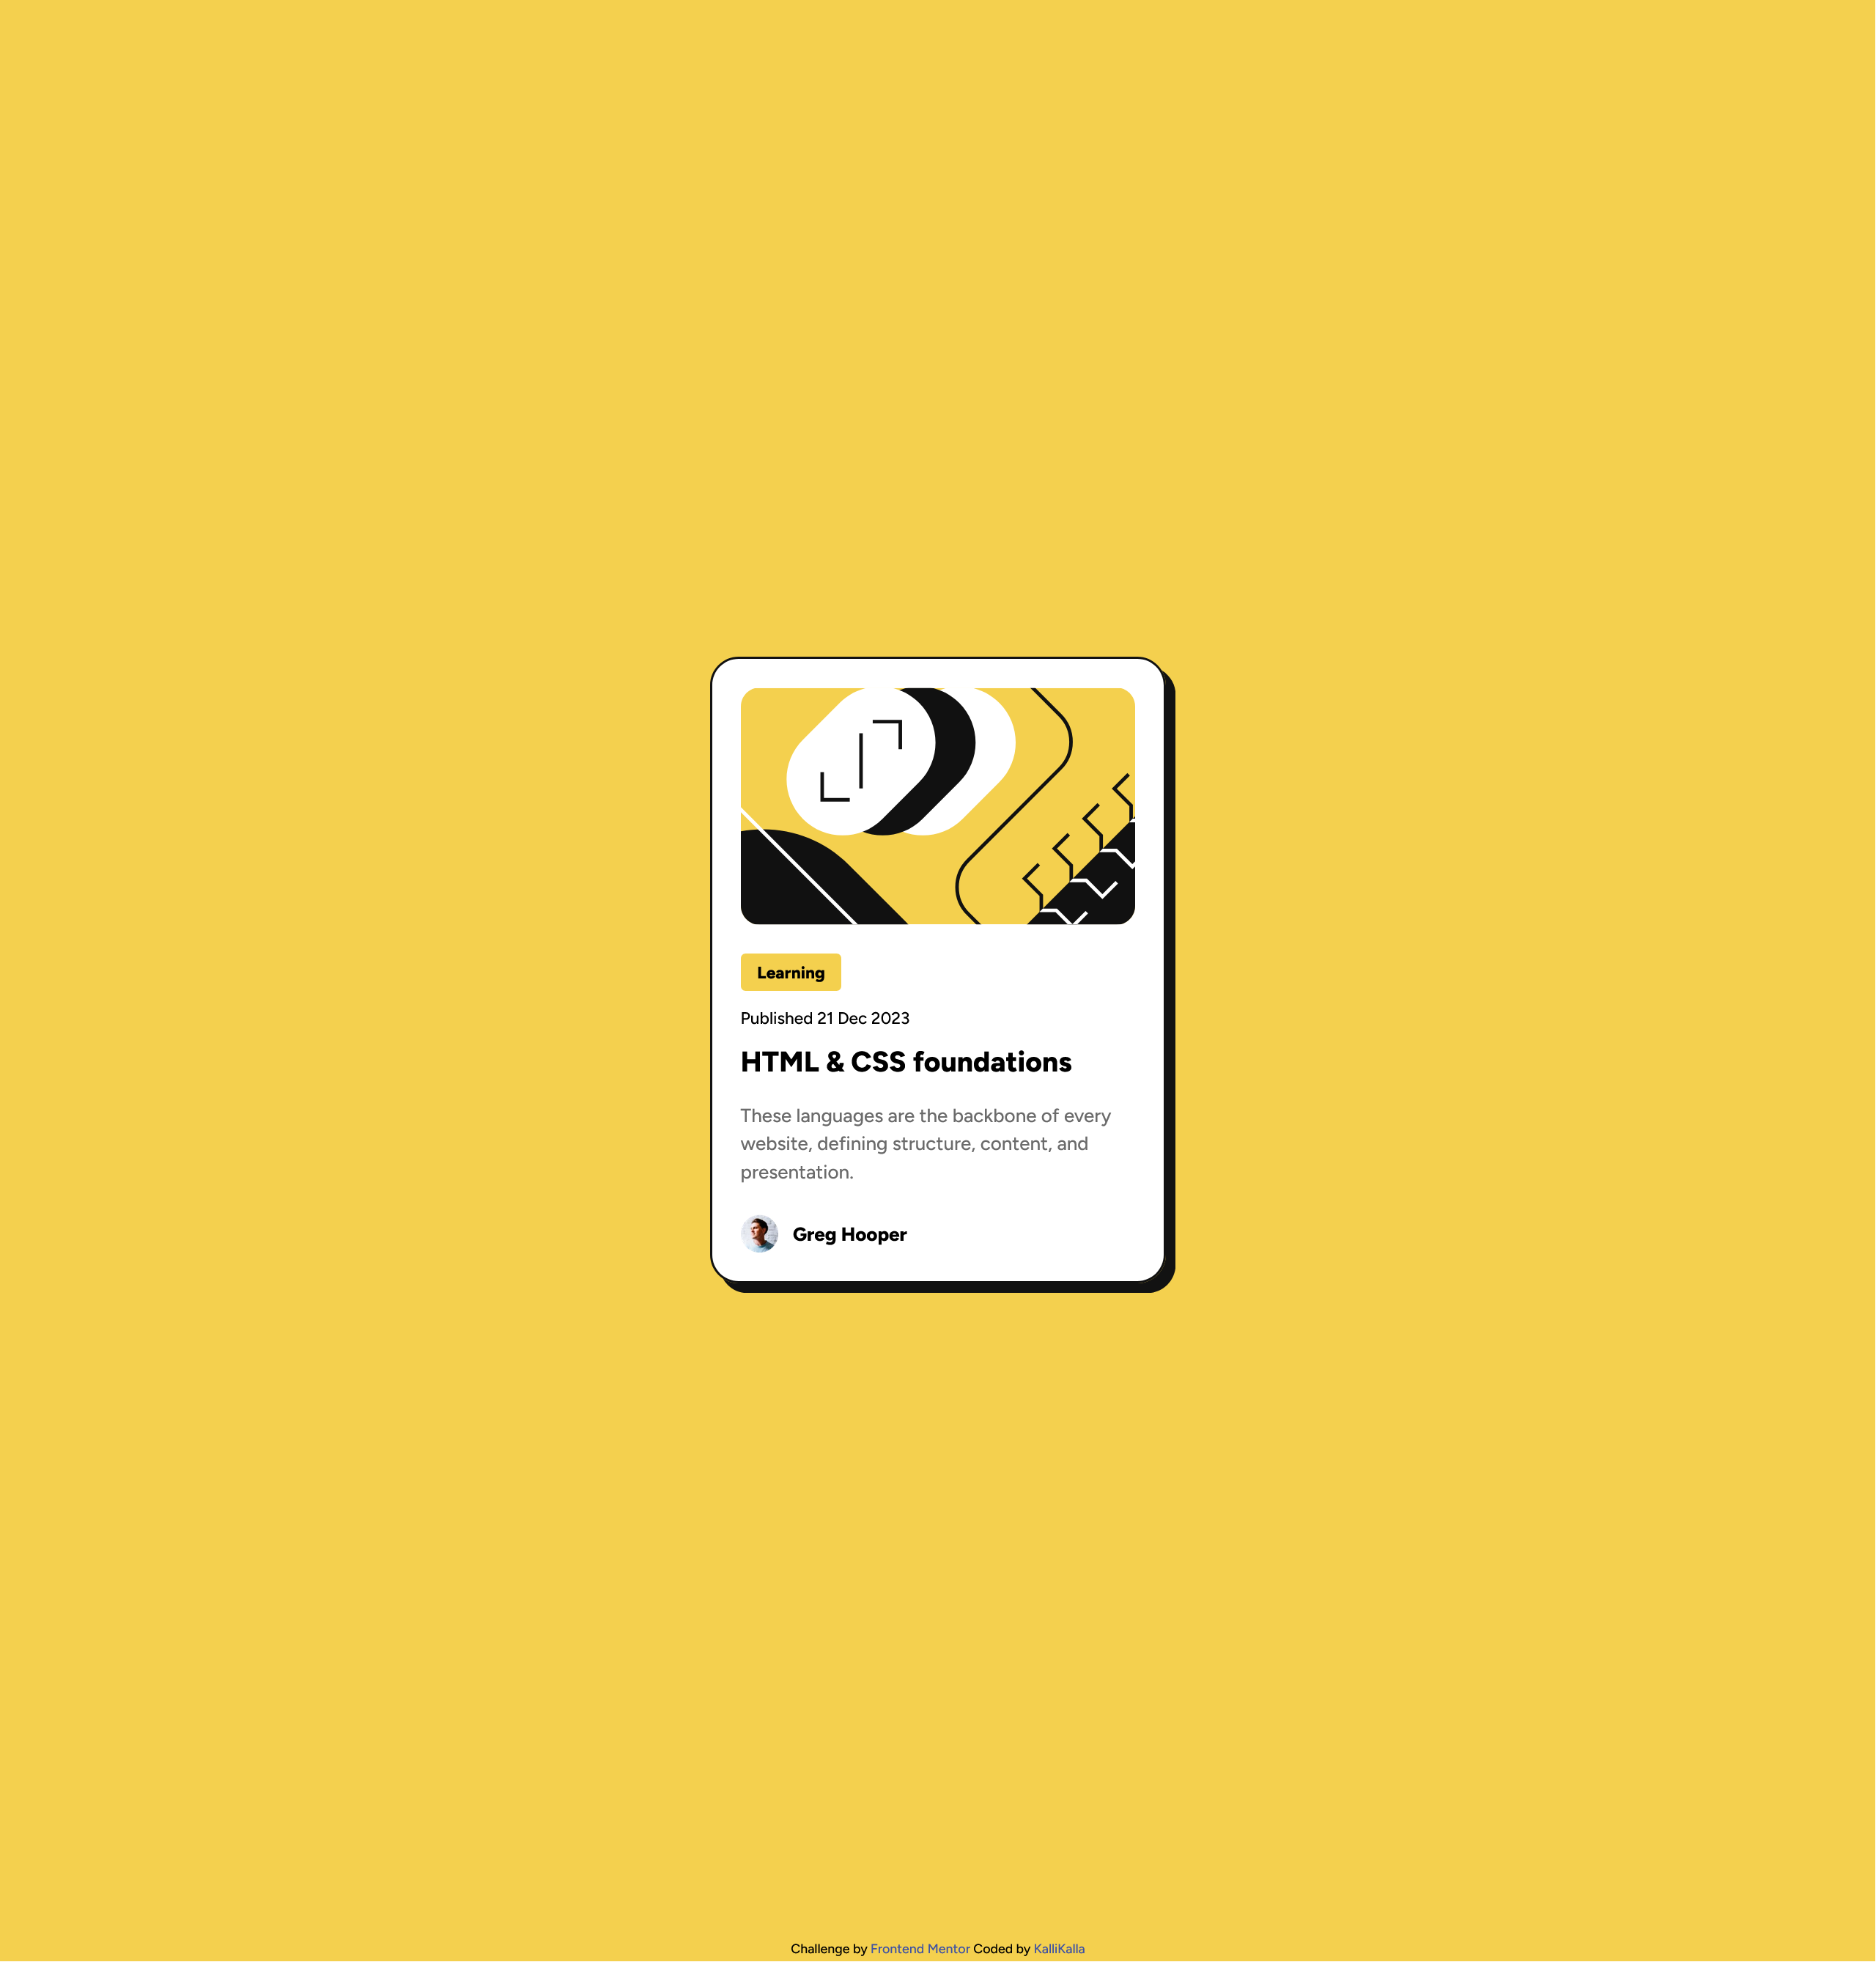 Learning
Published 21 Dec 2023
HTML & CSS foundations
These languages are the backbone of every
website, defining structure, content, and
presentation.
Greg Hooper
Challenge by Frontend Mentor Coded by KalliKalla